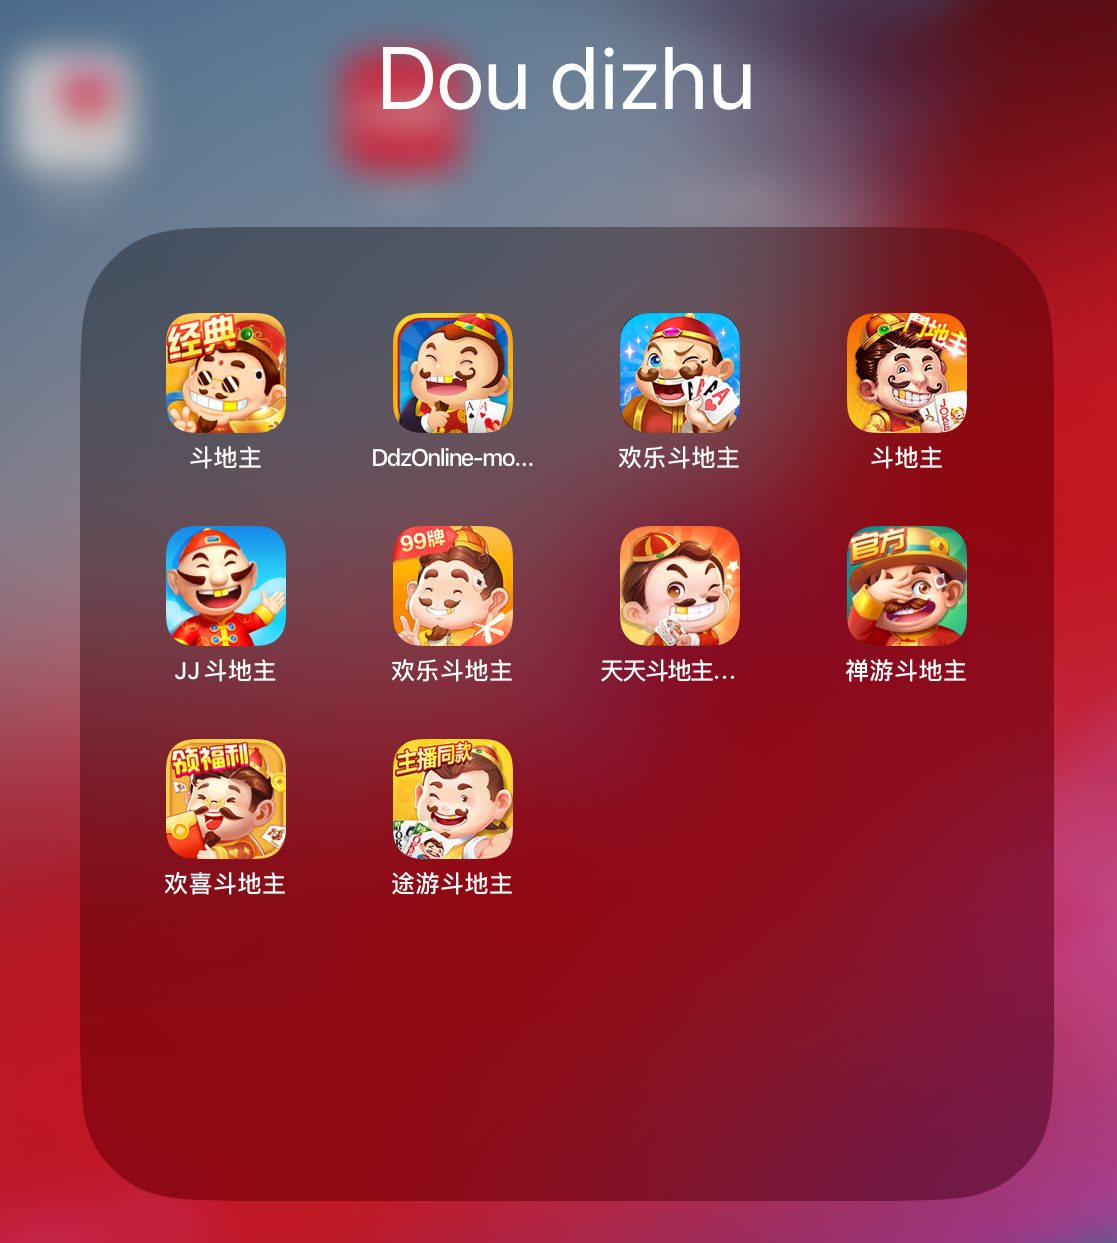 Dou dizhu
经典
斗地主
DdzOnline-mo...
A A
A A A
欢乐斗地主
鬥地主
J JOKER
斗地主
JJ 斗地主
99牌
欢乐斗地主
天天斗地主...
官方
禅游斗地主
领福利
欢喜斗地主
主播同款
途游斗地主